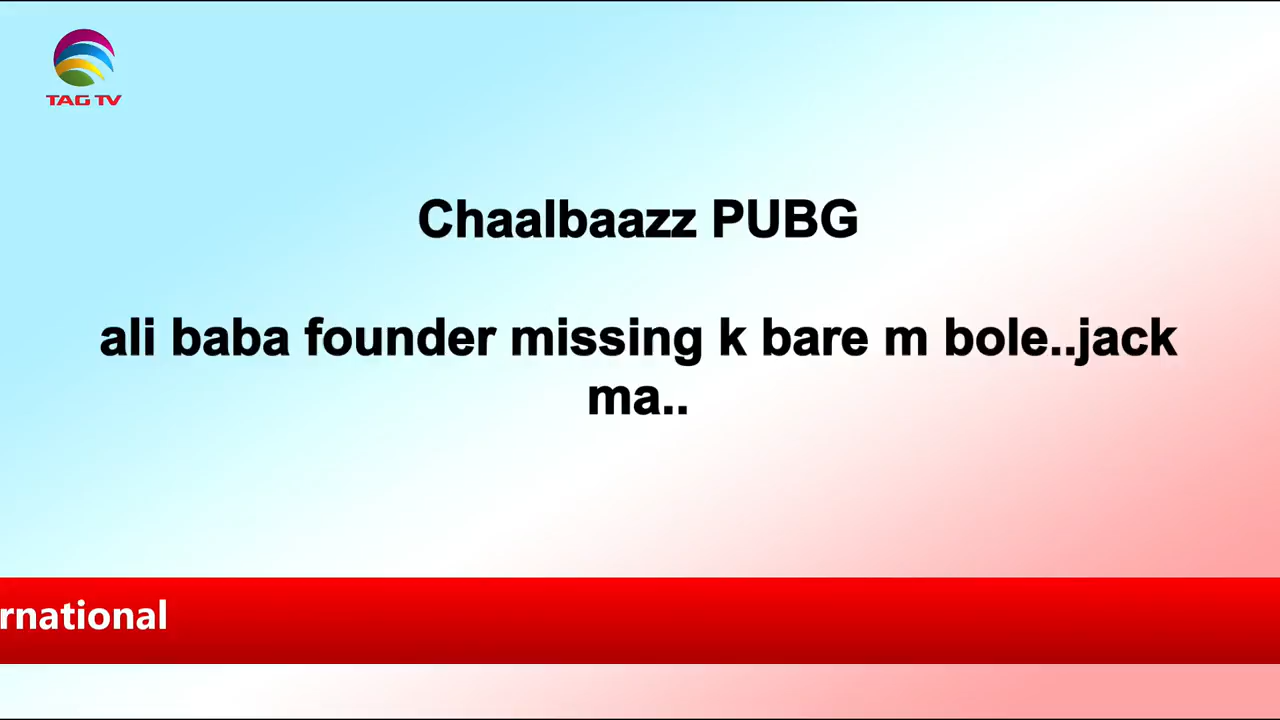 TAG TV
Chaalbaazz PUBG
ali baba founder missing k bare m bole..jack
ma..
rnational